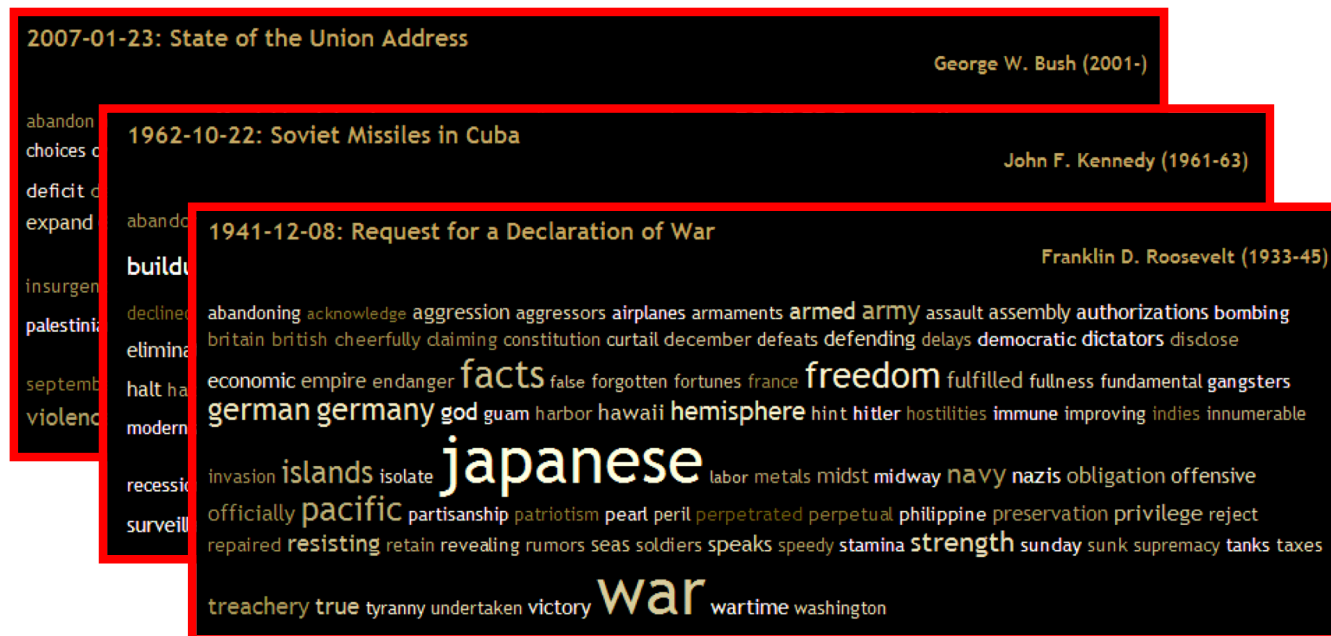 2007-01-23: State of the Union Address
George W. Bush (2001-)
abandon
choices
deficit
expand
insurgen
palestini
septemb
violenc
1962-10-22: Soviet Missiles in Cuba
John F. Kennedy (1961-63)
abando
buildu
declined
elimina
halt ha
modern
recessi
surveill
1941-12-08: Request for a Declaration of War
Franklin D. Roosevelt (1933-45)
abandoning acknowledge aggression aggressors airplanes armaments armed army assault assembly authorizations bombing
britain british cheerfully claiming constitution curtail december defeats defending delays democratic dictators disclose
economic empire endanger facts false forgotten fortunes france freedom fulfilled fullness fundamental gangsters
german germany god guam harbor hawaii hemisphere hint hitler hostilities immune improving indies innumerable
invasion islands isolate japanese labor metals midst midway navy nazis obligation offensive
officially pacific partisanship patriotism pearl peril perpetrated perpetual philippine preservation privilege reject
repaired resisting retain revealing rumors seas soldiers speaks speedy stamina strength sunday sunk supremacy tanks taxes
treachery true tyranny undertaken victory war wartime washington